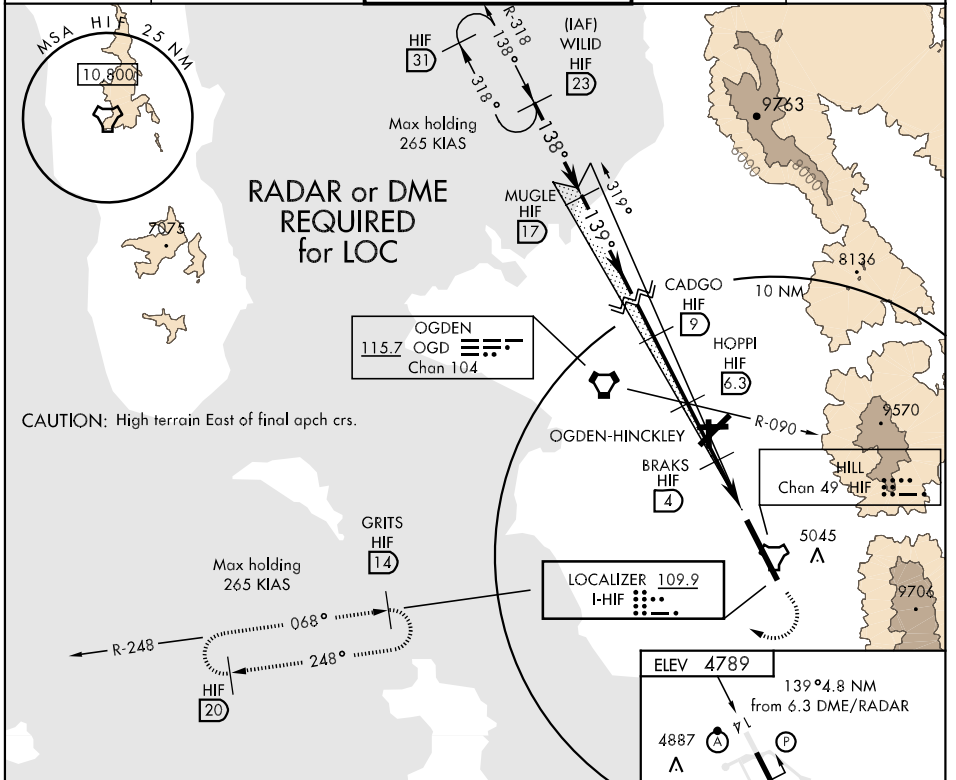 MSA HIF 25 NM
10,800
HIF
31
R-318
138°
318°
(IAF)
WILID
HIF
23
Max holding
265 KIAS
138°
9763
6000
8000
RADAR or DME
REQUIRED
for LOC
MUGLE
HIF
17
319°
139°
7075
8136
CADGO
HIF
9
10 NM
OGDEN
115.7 OGD
Chan 104
HOPPI
HIF
6.3
CAUTION: High terrain East of final apch crs.
OGDEN-HINCKLEY
R-090
9570
BRAKS
HIF
4
HILL
Chan 49 HIF
GRITS
HIF
14
5045
Max holding
265 KIAS
LOCALIZER 109.9
I-HIF
9706
068°
R-248
248°
HIF
20
ELEV 4789
139°4.8 NM
from 6.3 DME/RADAR
14
4887
A
P